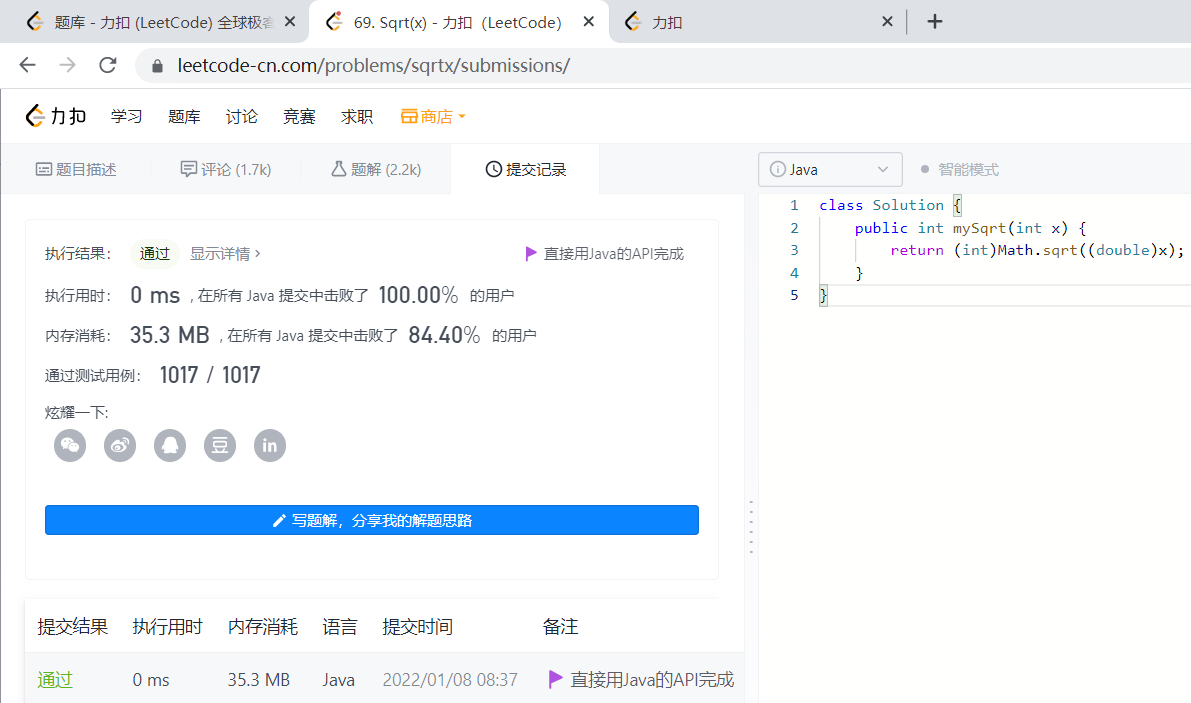 题库 - 力扣 (LeetCode) 全球极客
69. Sqrt(x) - 力扣（LeetCode）
力扣
leetcode-cn.com/problems/sqrtx/submissions/
力扣 学习 题库 讨论 竞赛 求职 商店
题目描述 评论 (1.7k) 题解 (2.2k) 提交记录
执行结果： 通过 显示详情 › 直接用Java的API完成
执行用时： 0 ms , 在所有 Java 提交中击败了 100.00% 的用户
内存消耗： 35.3 MB , 在所有 Java 提交中击败了 84.40% 的用户
通过测试用例： 1017 / 1017
炫耀一下:
豆 in
写题解，分享我的解题思路
提交结果 执行用时 内存消耗 语言 提交时间 备注
通过 0 ms 35.3 MB Java 2022/01/08 08:37 直接用Java的API完成
Java 智能模式
1 class Solution {
2 public int mySqrt(int x) {
3 return (int)Math.sqrt((double)x);
4 }
5 }